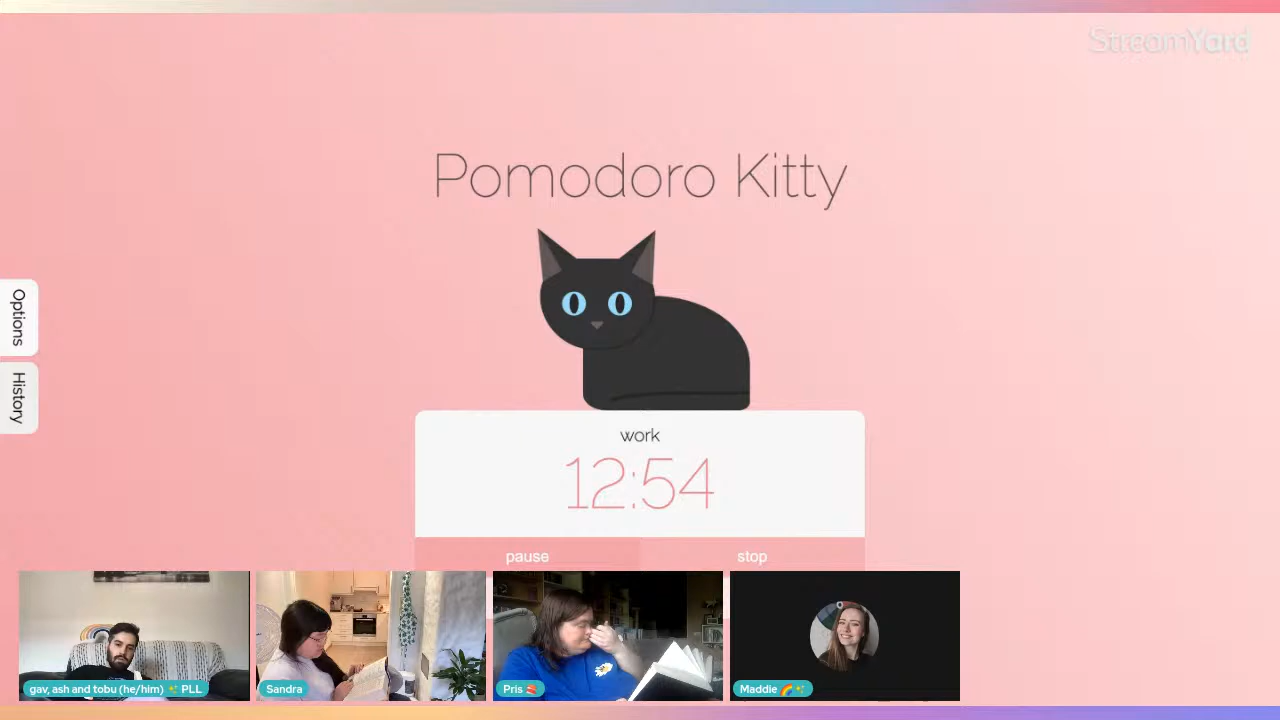 StreamYard
Pomodoro Kitty
Options
History
work
12:54
pause
stop
gav, ash and tobu (he/him) ✨ PLL
Sandra
Pris 🪱
Maddie 🌈✨